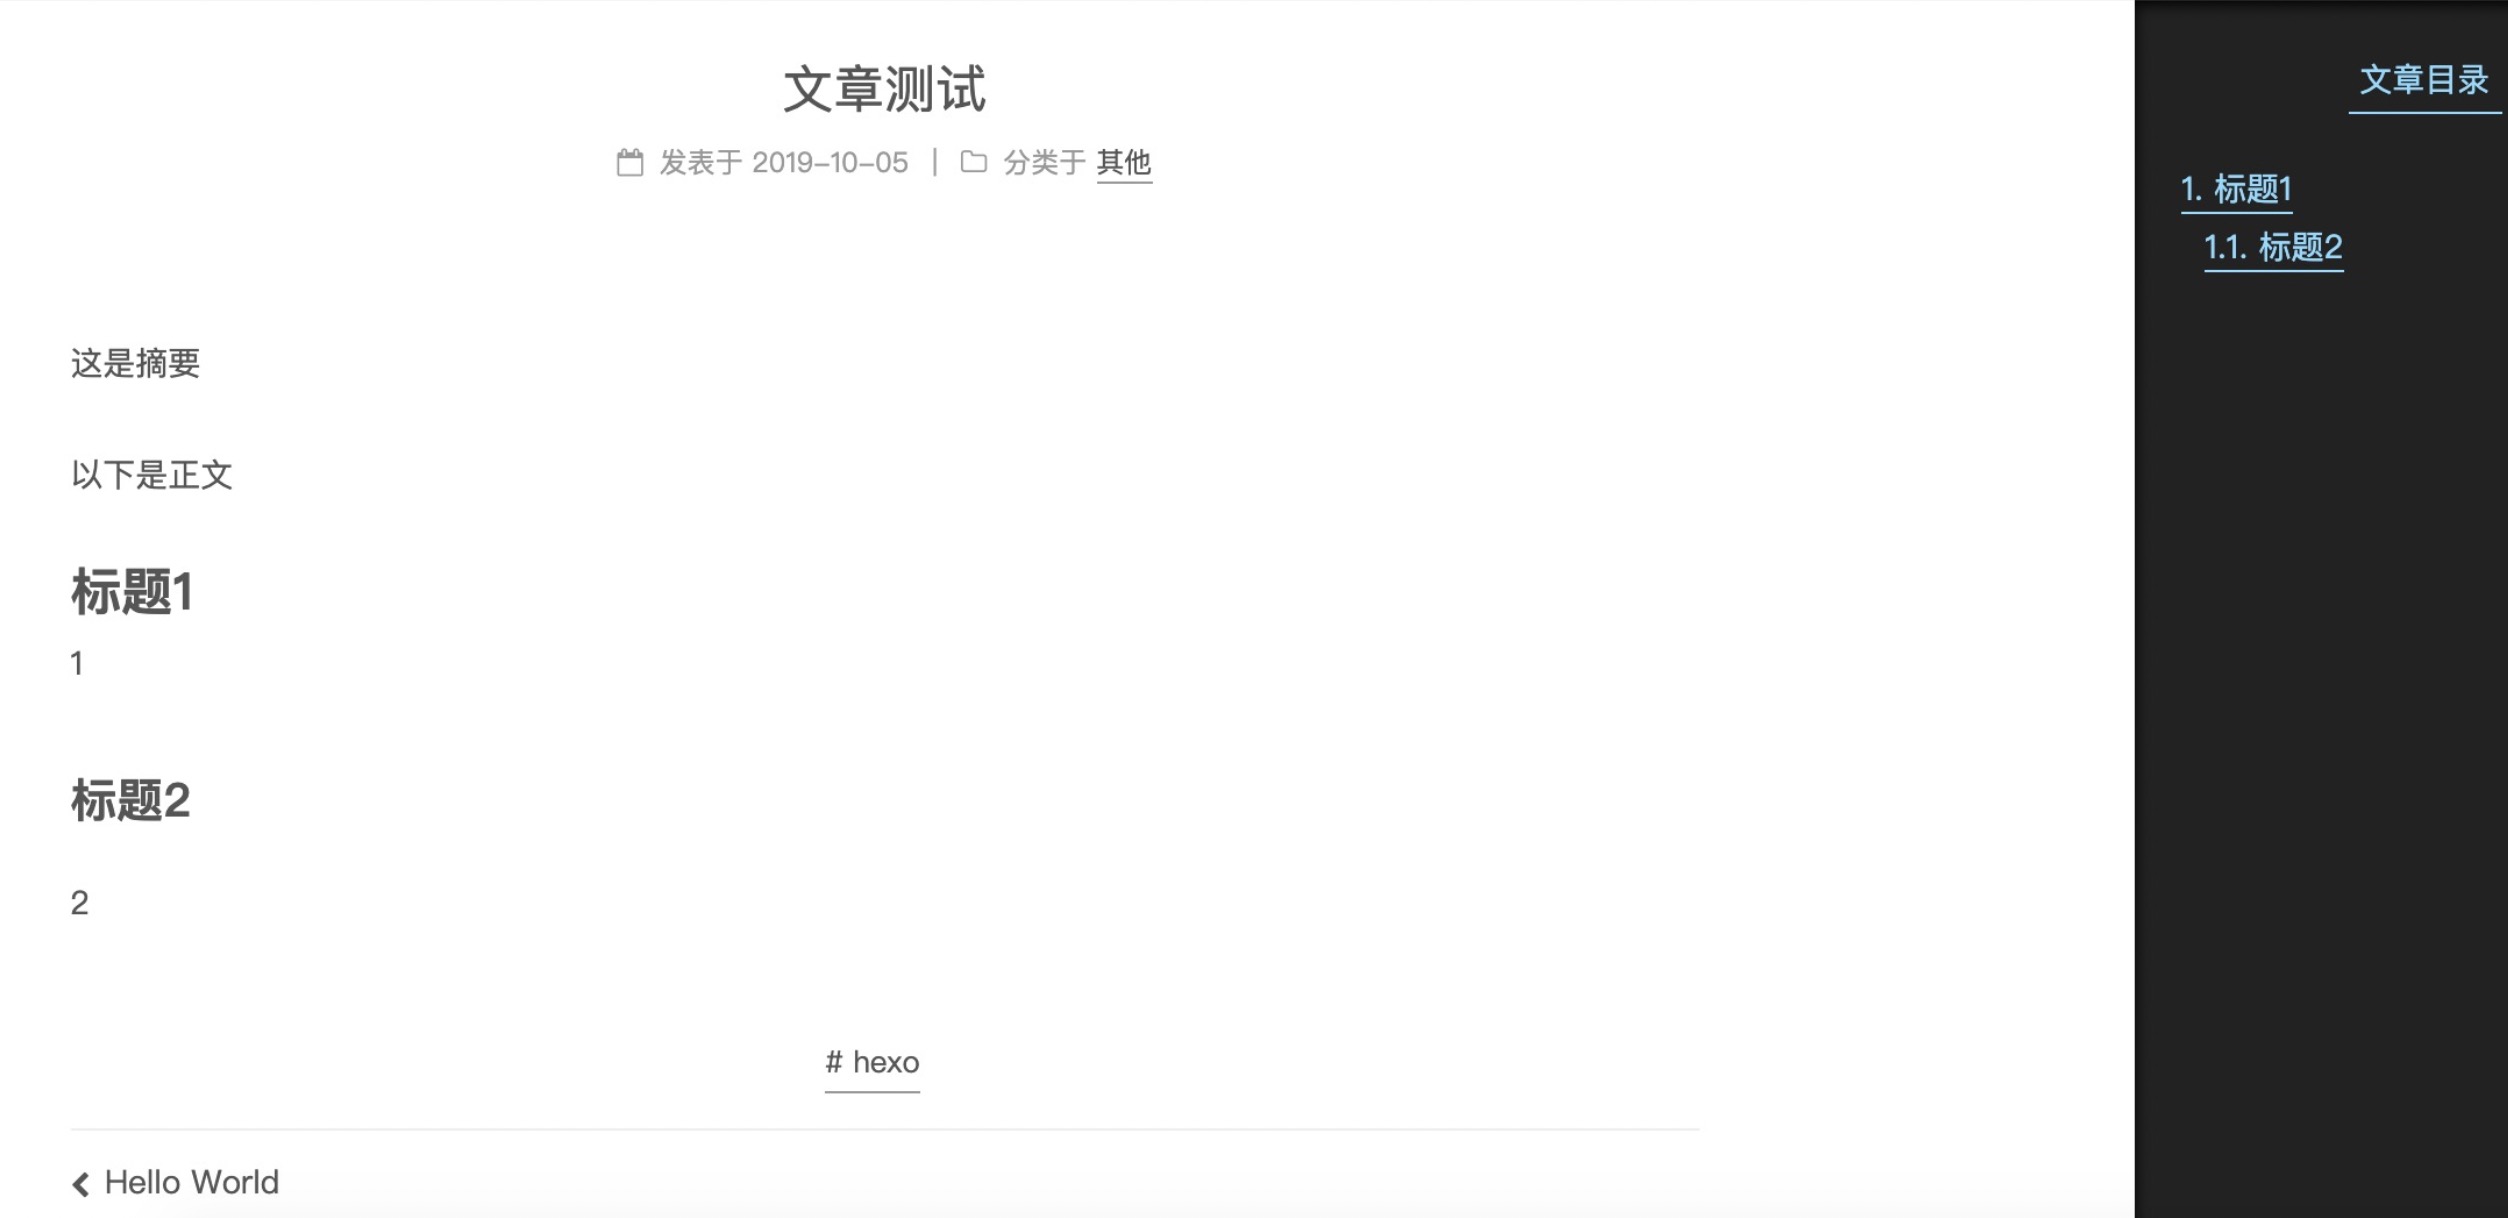 文章测试
发表于 2019-10-05 | 分类于 其他
这是摘要
以下是正文
标题1
1
标题2
2
# hexo
Hello World
文章目录
1. 标题1
1.1. 标题2